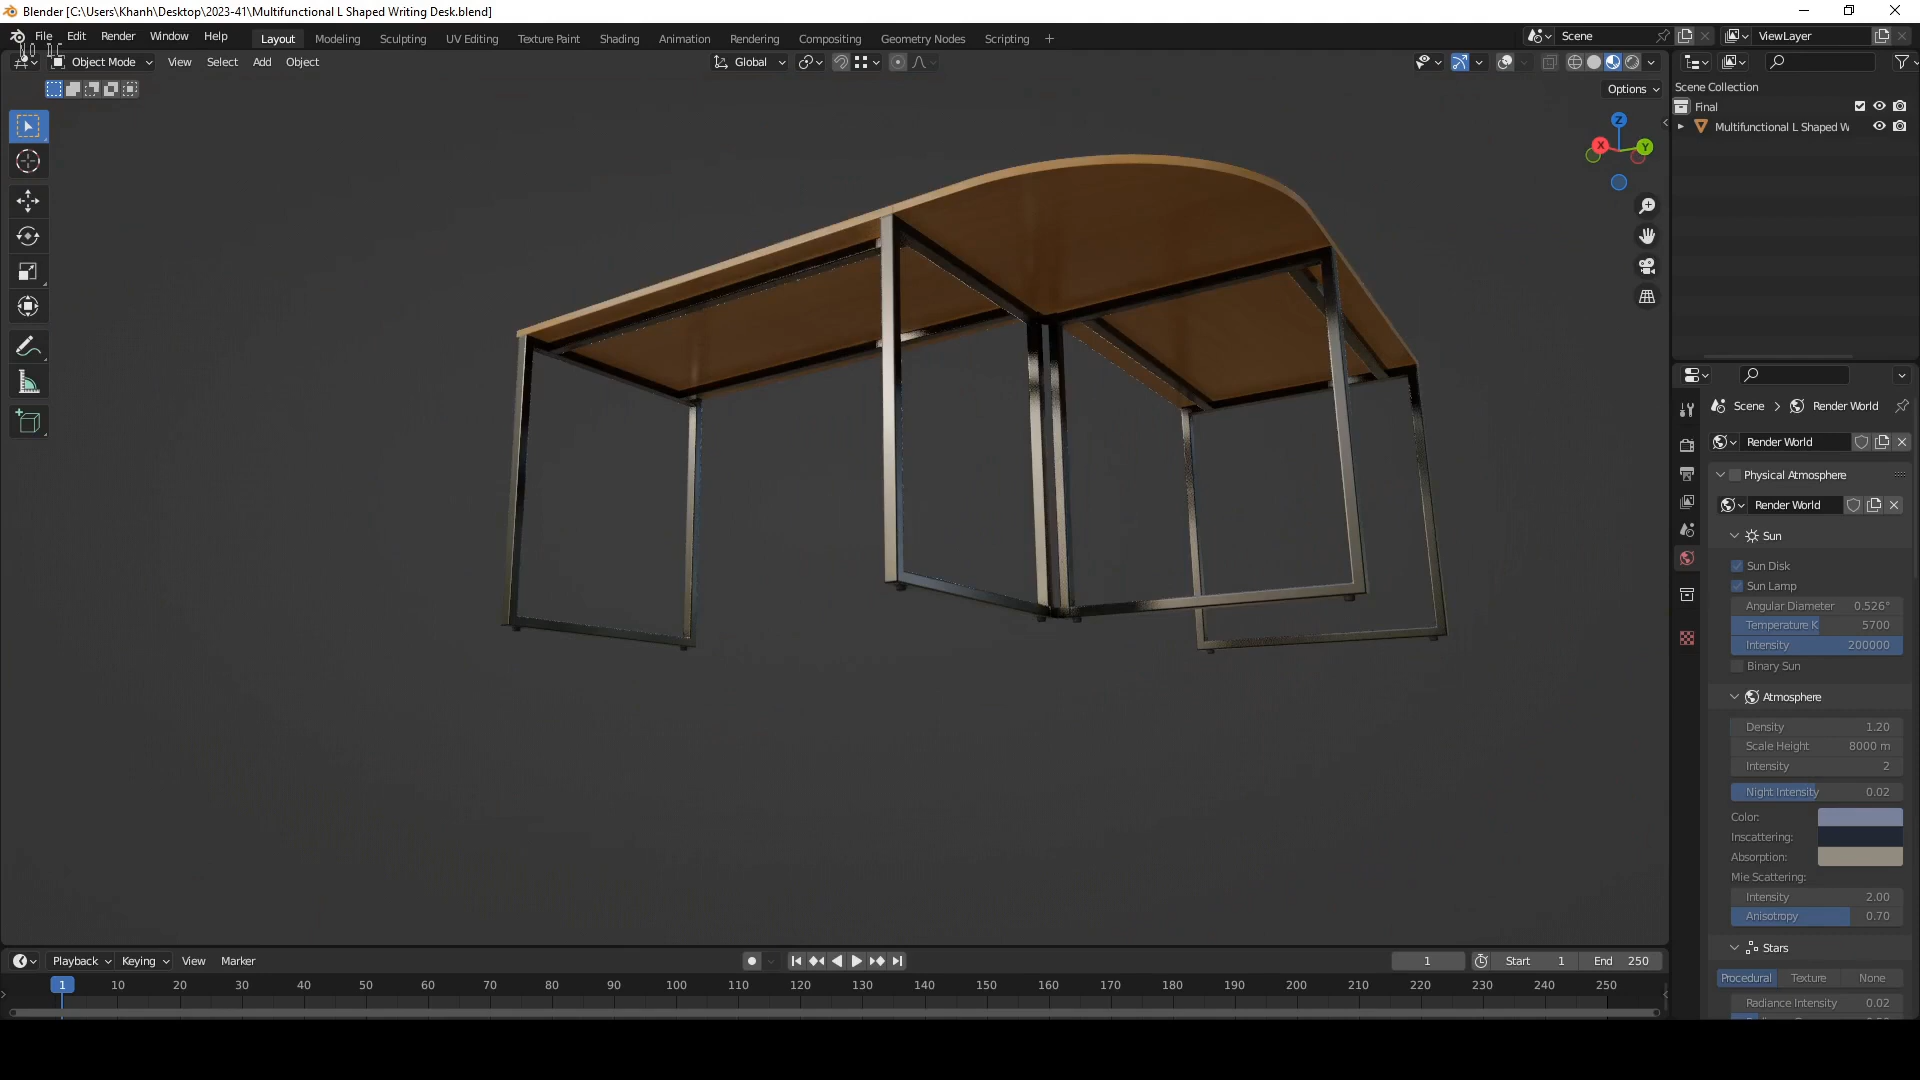 Blender [C:\Users\Khanh\Desktop\2023-41\Multifunctional L Shaped Writing Desk.blend]
File Edit Render Window Help Layout Modeling Sculpting UV Editing Texture Paint Shading Animation Rendering Compositing Geometry Nodes Scripting + Scene ViewLayer
Object Mode View Select Add Object Global
Options
Scene Collection
Final
Multifunctional L Shaped W
Z
X Y
Scene > Render World
Render World
Physical Atmosphere
Render World
Sun
Sun Disk
Sun Lamp
Angular Diameter 0.526°
Temperature K 5700
Intensity 200000
Binary Sun
Atmosphere
Density 1.20
Scale Height 8000 m
Intensity 2
Night Intensity 0.02
Color:
Inscattering:
Absorption:
Mie Scattering:
Intensity 2.00
Anisotropy 0.70
Stars
Procedural Texture None
Radiance Intensity 0.02
Playback Keying View Marker 1 Start 1 End 250
1 10 20 30 40 50 60 70 80 90 100 110 120 130 140 150 160 170 180 190 200 210 220 230 240 250